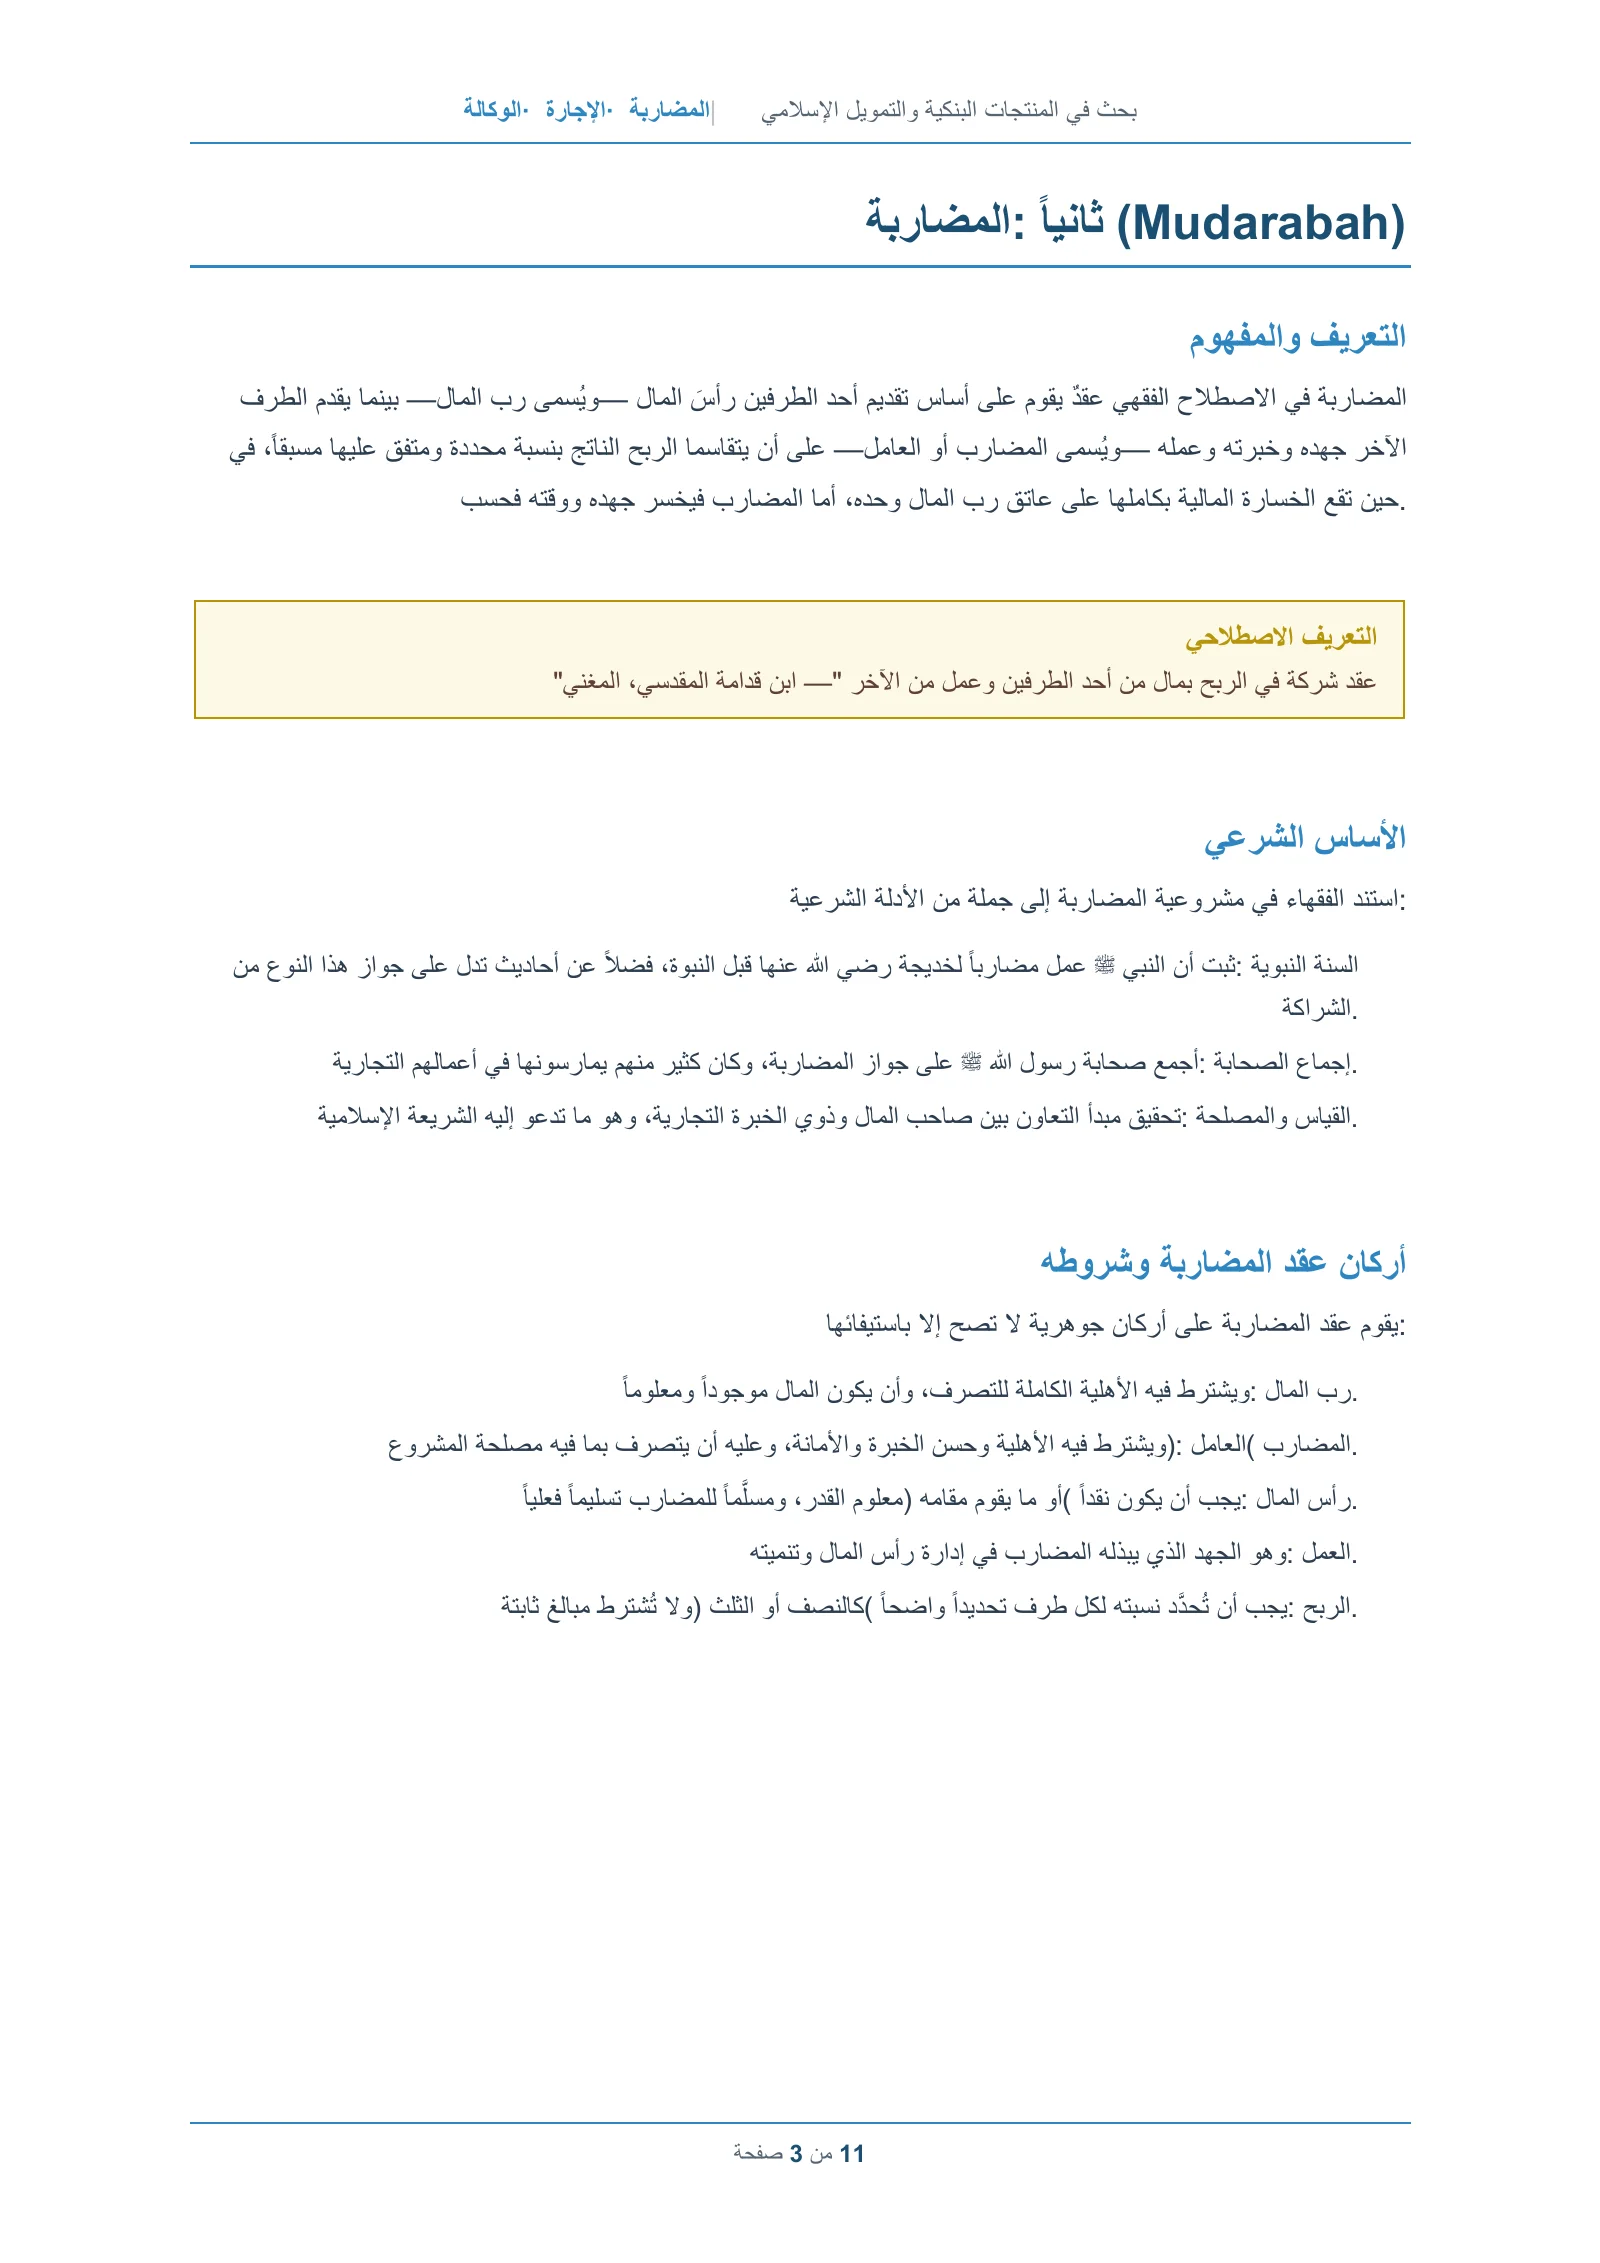 بحث في المنتجات البنكية والتمويل الإسلامي | المضاربة · الإجارة · الوكالة
ثانياً: المضاربة (Mudarabah)
التعريف والمفهوم
المضاربة في الاصطلاح الفقهي عقدٌ يقوم على أساس تقديم أحد الطرفين رأسَ المال —ويُسمى رب المال— بينما يقدم الطرف
الآخر جهده وخبرته وعمله —ويُسمى المضارب أو العامل— على أن يتقاسما الربح الناتج بنسبة محددة ومتفق عليها مسبقاً، في
حين تقع الخسارة المالية بكاملها على عاتق رب المال وحده، أما المضارب فيخسر جهده ووقته فحسب.
التعريف الاصطلاحي
عقد شركة في الربح بمال من أحد الطرفين وعمل من الآخر "— ابن قدامة المقدسي، المغني"
الأساس الشرعي
استند الفقهاء في مشروعية المضاربة إلى جملة من الأدلة الشرعية:
السنة النبوية: ثبت أن النبي ﷺ عمل مضارباً لخديجة رضي الله عنها قبل النبوة، فضلاً عن أحاديث تدل على جواز هذا النوع من
الشراكة.
إجماع الصحابة: أجمع صحابة رسول الله ﷺ على جواز المضاربة، وكان كثير منهم يمارسونها في أعمالهم التجارية.
القياس والمصلحة: تحقيق مبدأ التعاون بين صاحب المال وذوي الخبرة التجارية، وهو ما تدعو إليه الشريعة الإسلامية.
أركان عقد المضاربة وشروطه
يقوم عقد المضاربة على أركان جوهرية لا تصح إلا باستيفائها:
رب المال: ويشترط فيه الأهلية الكاملة للتصرف، وأن يكون المال موجوداً ومعلوماً.
المضارب (العامل): ويشترط فيه الأهلية وحسن الخبرة والأمانة، وعليه أن يتصرف بما فيه مصلحة المشروع.
رأس المال: يجب أن يكون نقداً (أو ما يقوم مقامه) معلوم القدر، ومسلَّماً للمضارب تسليماً فعلياً.
العمل: وهو الجهد الذي يبذله المضارب في إدارة رأس المال وتنميته.
الربح: يجب أن تُحدَّد نسبته لكل طرف تحديداً واضحاً (كالنصف أو الثلث) ولا تُشترط مبالغ ثابتة.
صفحة 3 من 11